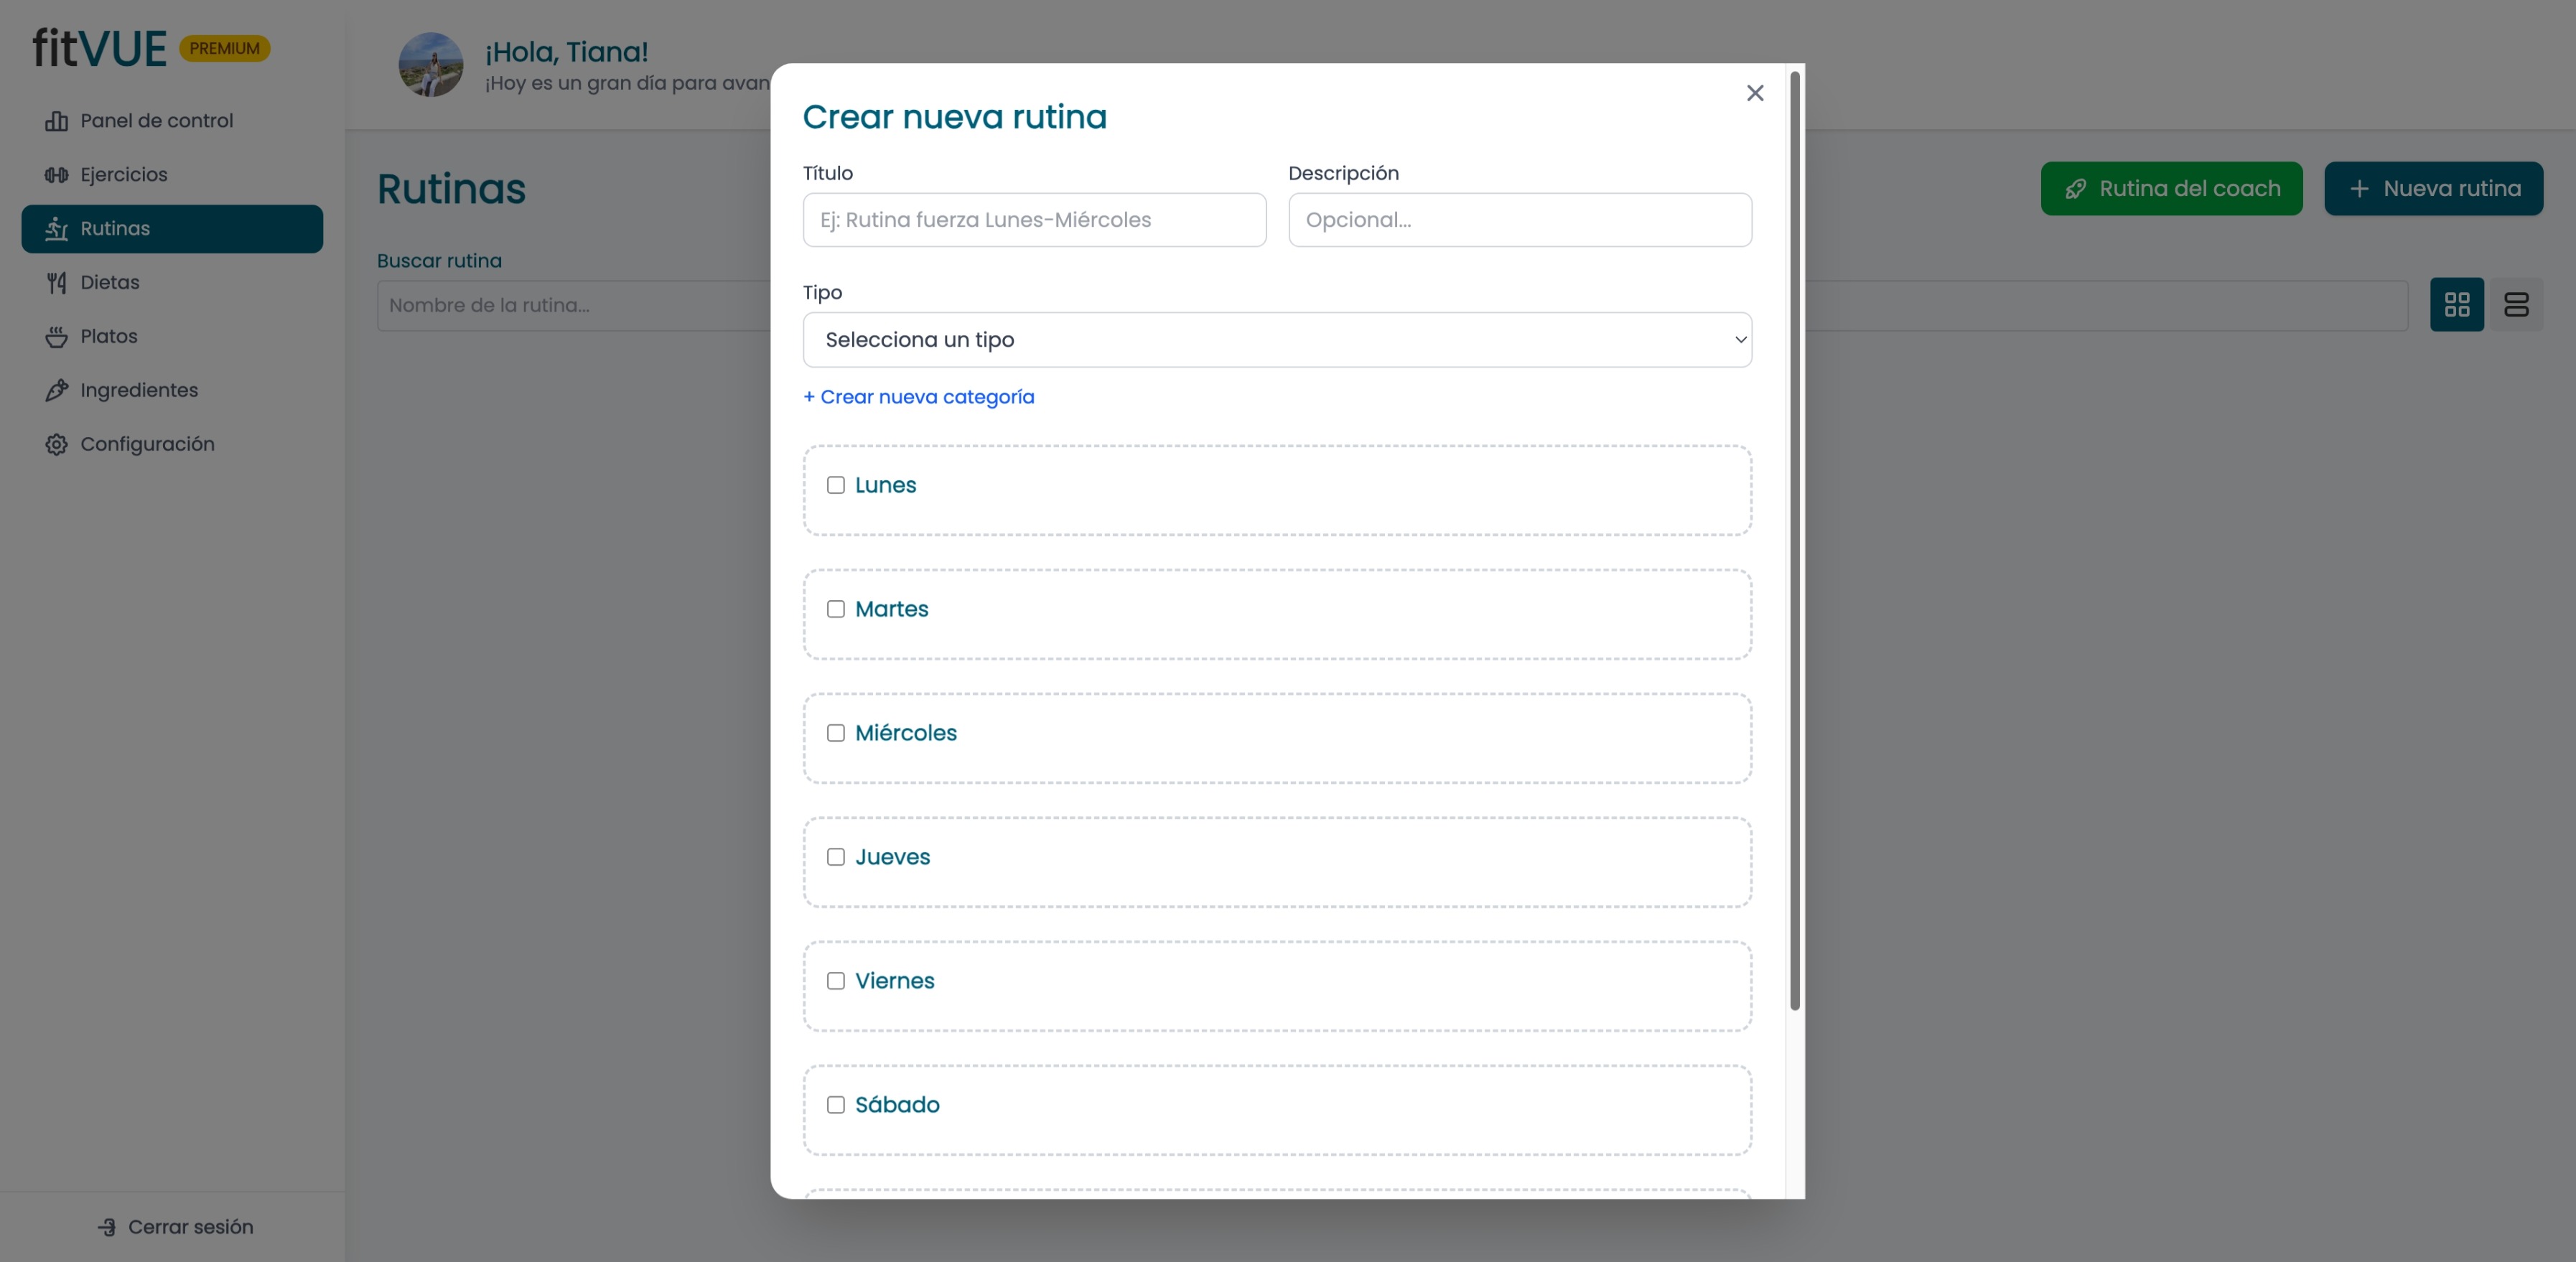 fitVUE PREMIUM
Panel de control
Ejercicios
Rutinas
Dietas
Platos
Ingredientes
Configuración
Cerrar sesión
¡Hola, Tiana!
¡Hoy es un gran día para avan
Rutinas
Rutina del coach
Nueva rutina
Buscar rutina
Nombre de la rutina...
Crear nueva rutina
Título
Descripción
Ej: Rutina fuerza Lunes-Miércoles
Opcional...
Tipo
Selecciona un tipo
+ Crear nueva categoría
Lunes
Martes
Miércoles
Jueves
Viernes
Sábado